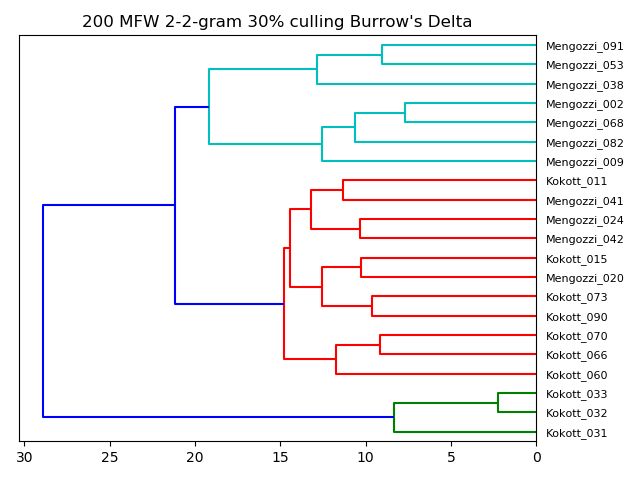 200 MFW 2-2-gram 30% culling Burrow's Delta
Mengozzi_091
Mengozzi_053
Mengozzi_038
Mengozzi_002
Mengozzi_068
Mengozzi_082
Mengozzi_009
Kokott_011
Mengozzi_041
Mengozzi_024
Mengozzi_042
Kokott_015
Mengozzi_020
Kokott_073
Kokott_090
Kokott_070
Kokott_066
Kokott_060
Kokott_033
Kokott_032
Kokott_031
30 25 20 15 10 5 0